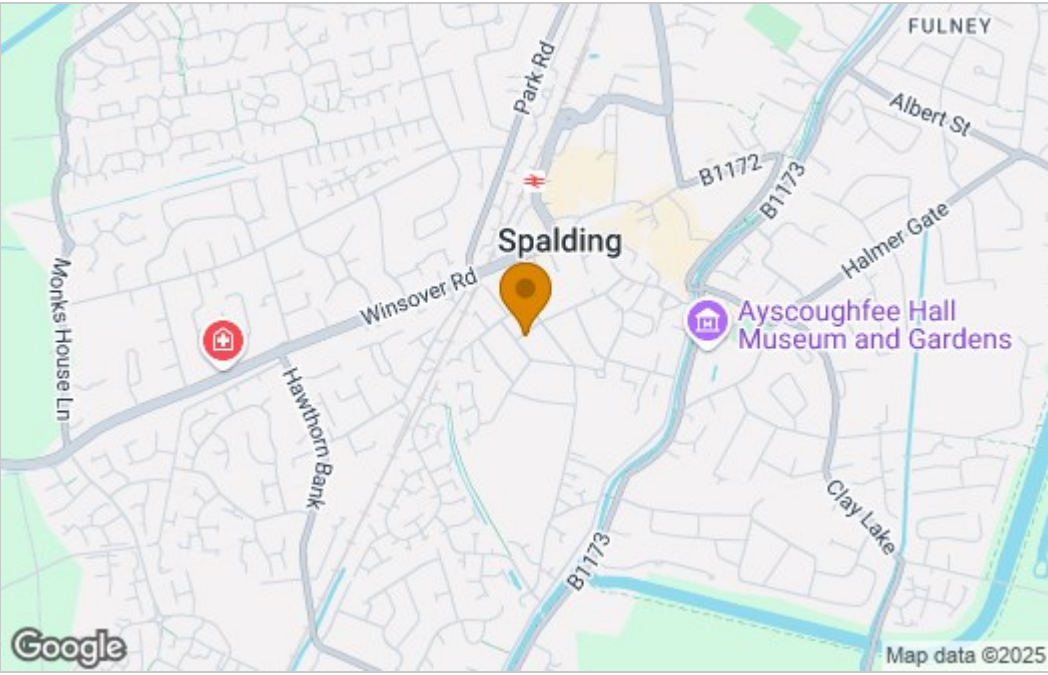 FULNEY
Park Rd
Albert St
B1172
B1173
Spalding
Halmer Gate
Winsover Rd
Monks House Ln
Ayscoughfee Hall
Museum and Gardens
H
Hawthorn Bank
Clay Lake
B1173
Google
Map data ©2025